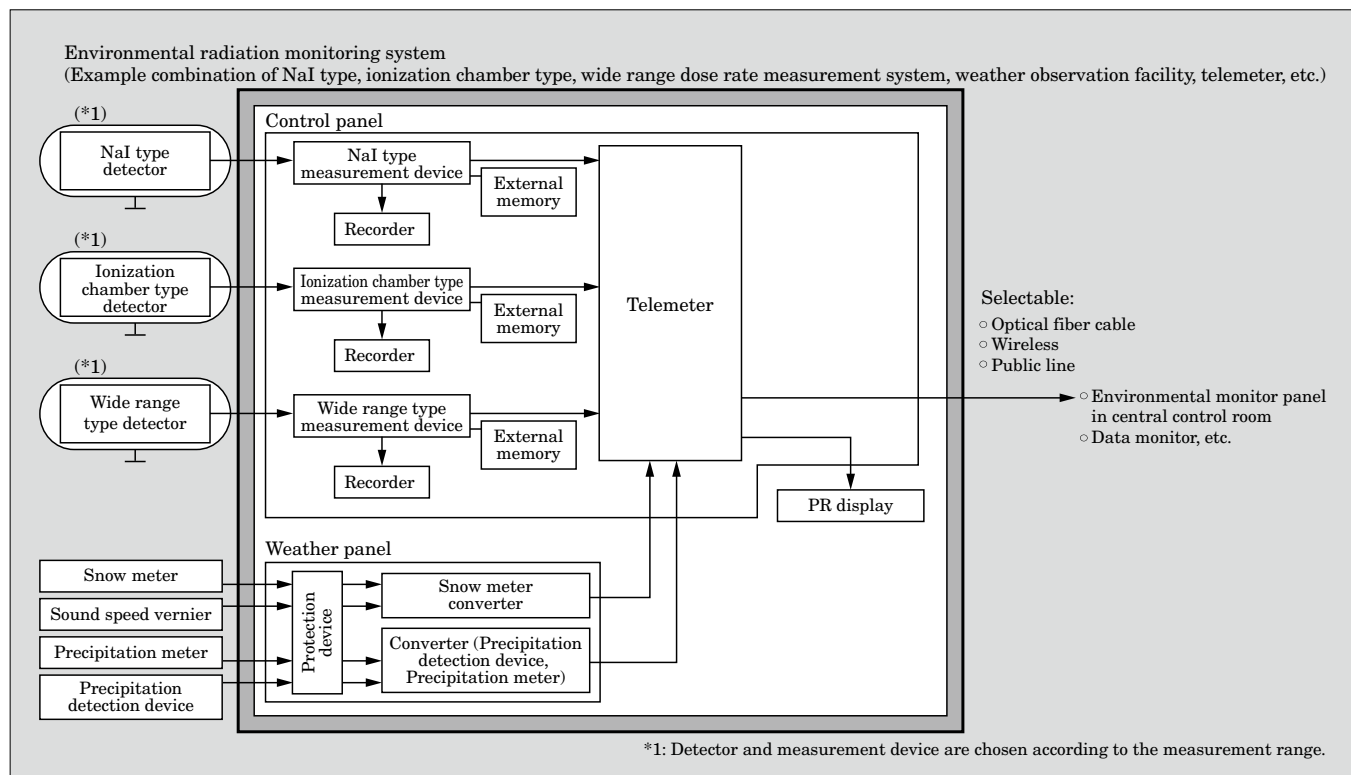 Environmental radiation monitoring system
(Example combination of NaI type, ionization chamber type, wide range dose rate measurement system, weather observation facility, telemeter, etc.)
(*1)
NaI type
detector
(*1)
Ionization
chamber type
detector
(*1)
Wide range
type detector
Control panel
NaI type
measurement device
External
memory
Recorder
Ionization chamber type
measurement device
External
memory
Recorder
Wide range type
measurement device
External
memory
Recorder
Telemeter
PR display
Selectable:
○ Optical fiber cable
○ Wireless
○ Public line
○ Environmental monitor panel
in central control room
○ Data monitor, etc.
Snow meter
Sound speed vernier
Precipitation meter
Precipitation
detection device
Weather panel
Protection
device
Snow meter
converter
Converter (Precipitation
detection device,
Precipitation meter)
*1: Detector and measurement device are chosen according to the measurement range.